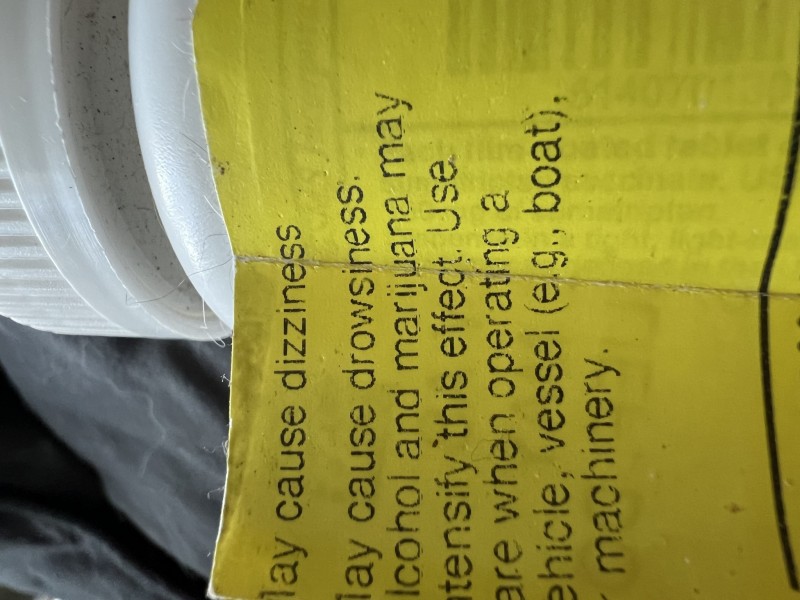 lay cause dizziness
lay cause drowsiness.
lcohol and marijuana may
ntensify this effect. Use
are when operating a
ehicle, vessel (e.g., boat),
machinery.